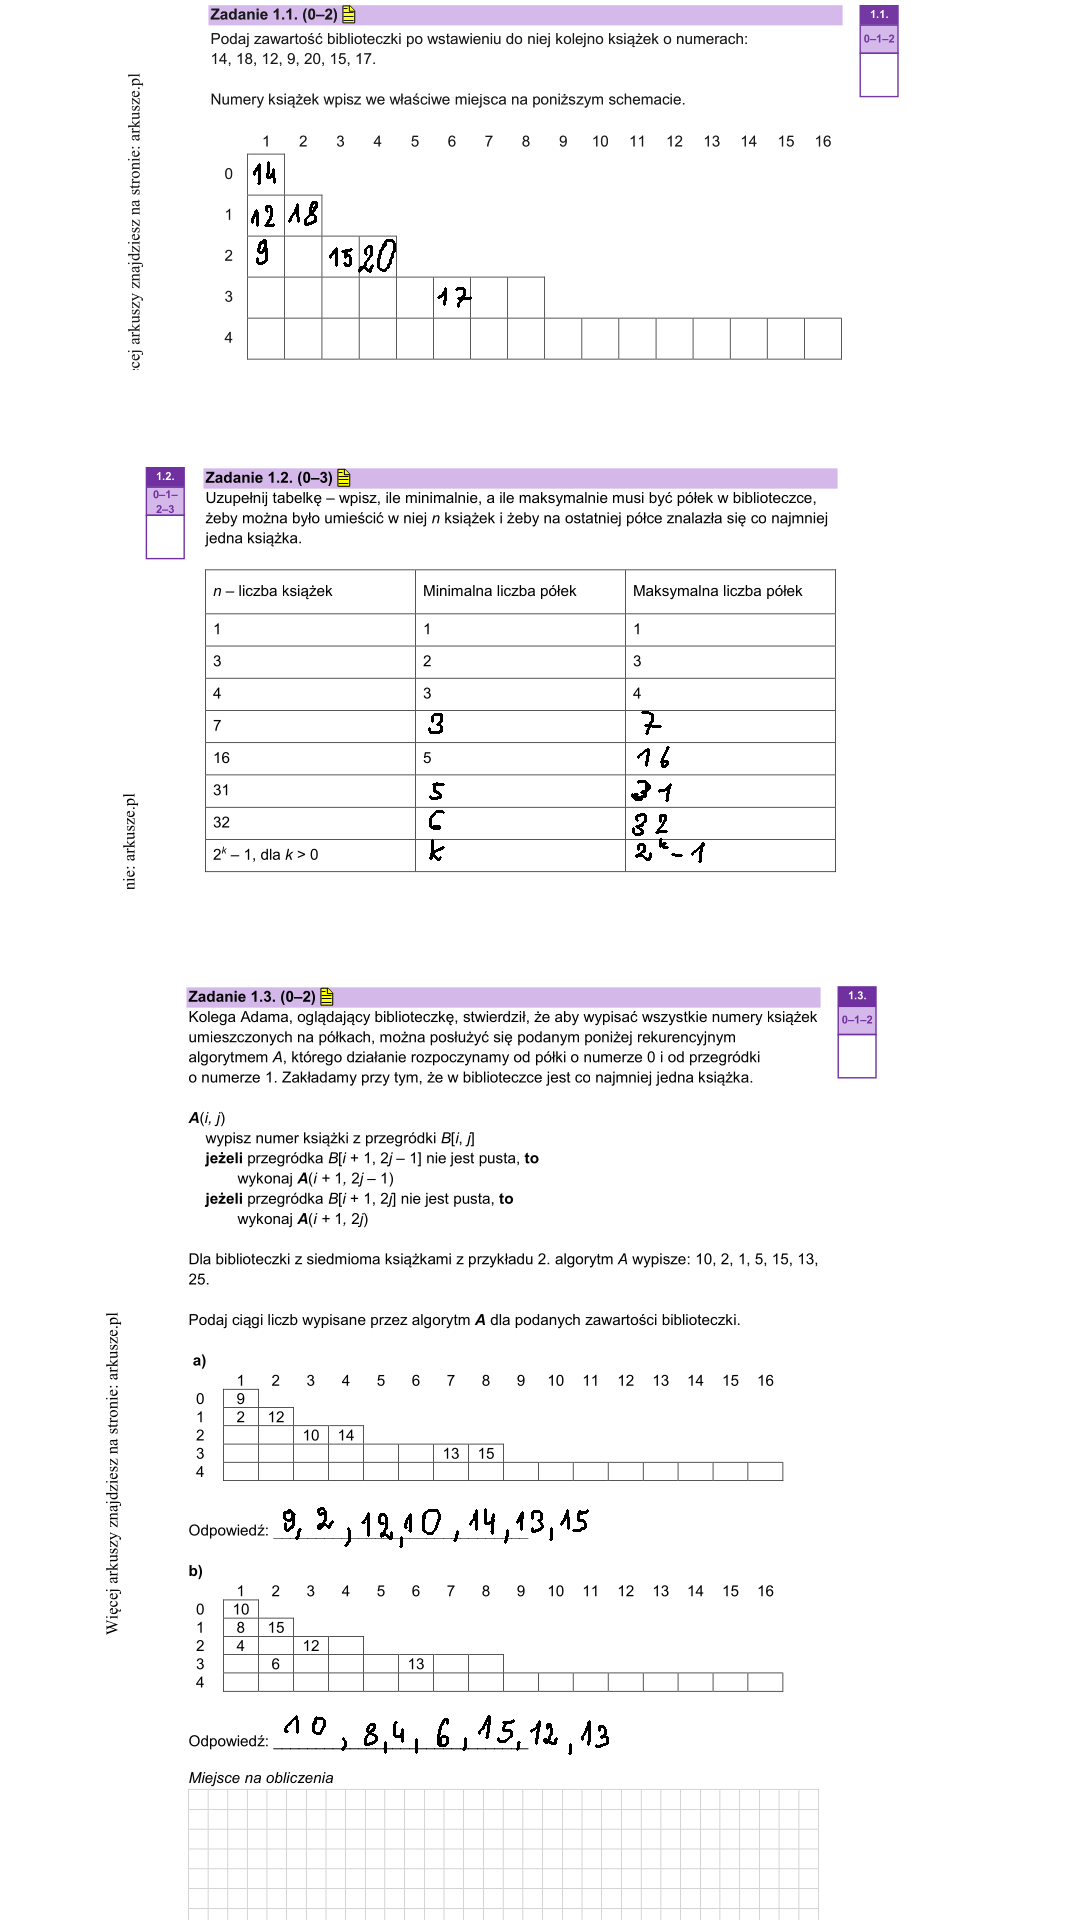 Zadanie 1.1. (0–2)
1.1.
0–1–2
Podaj zawartość biblioteczki po wstawieniu do niej kolejno książek o numerach:
14, 18, 12, 9, 20, 15, 17.
Numery książek wpisz we właściwe miejsca na poniższym schemacie.
1 2 3 4 5 6 7 8 9 10 11 12 13 14 15 16
0 14
1 12 18
2 9 15 20
3 17
4
cej arkuszy znajdziesz na stronie: arkusze.pl
1.2.
0–1–
2–3
Zadanie 1.2. (0–3)
Uzupełnij tabelkę – wpisz, ile minimalnie, a ile maksymalnie musi być półek w biblioteczce,
żeby można było umieścić w niej n książek i żeby na ostatniej półce znalazła się co najmniej
jedna książka.
n – liczba książek Minimalna liczba półek Maksymalna liczba półek
1 1 1
3 2 3
4 3 4
7 3 7
16 5 16
31 5 31
32 6 32
2^k – 1, dla k > 0 k 2^k – 1
nie: arkusze.pl
Zadanie 1.3. (0–2)
1.3.
0–1–2
Kolega Adama, oglądający biblioteczkę, stwierdził, że aby wypisać wszystkie numery książek
umieszczonych na półkach, można posłużyć się podanym poniżej rekurencyjnym
algorytmem A, którego działanie rozpoczynamy od półki o numerze 0 i od przegródki
o numerze 1. Zakładamy przy tym, że w biblioteczce jest co najmniej jedna książka.
A(i, j)
wypisz numer książki z przegródki B[i, j]
jeżeli przegródka B[i + 1, 2j – 1] nie jest pusta, to
wykonaj A(i + 1, 2j – 1)
jeżeli przegródka B[i + 1, 2j] nie jest pusta, to
wykonaj A(i + 1, 2j)
Dla biblioteczki z siedmioma książkami z przykładu 2. algorytm A wypisze: 10, 2, 1, 5, 15, 13,
25.
Podaj ciągi liczb wypisane przez algorytm A dla podanych zawartości biblioteczki.
a)
1 2 3 4 5 6 7 8 9 10 11 12 13 14 15 16
0 9
1 2 12
2 10 14
3 13 15
4
Odpowiedź: 9, 2, 12, 10, 14, 13, 15
b)
1 2 3 4 5 6 7 8 9 10 11 12 13 14 15 16
0 10
1 8 15
2 4 12
3 6 13
4
Odpowiedź: 10, 8, 4, 6, 15, 12, 13
Miejsce na obliczenia
Więcej arkuszy znajdziesz na stronie: arkusze.pl